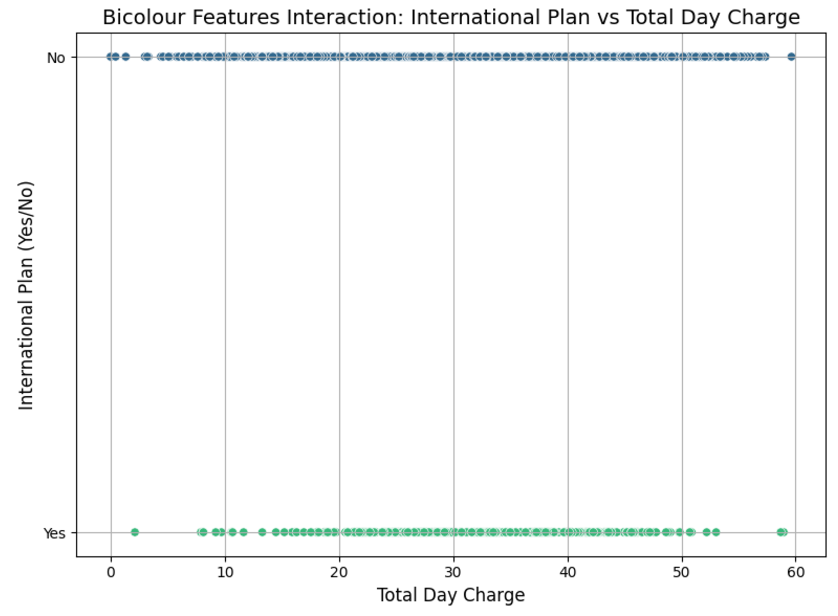 Bicolour Features Interaction: International Plan vs Total Day Charge
No
International Plan (Yes/No)
Yes
0 10 20 30 40 50 60
Total Day Charge